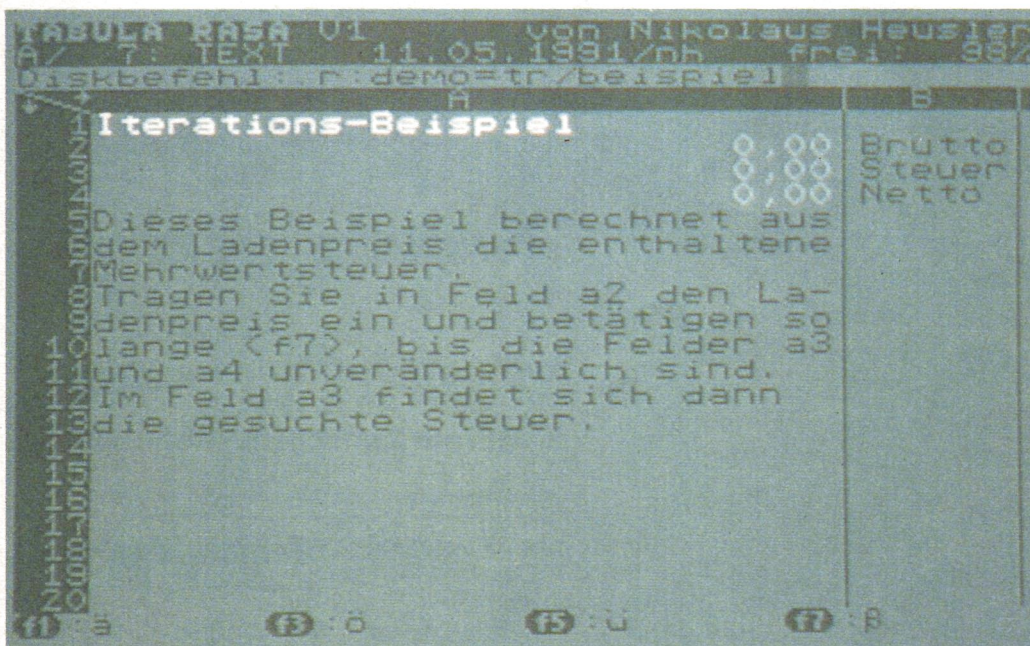 TABULA RASA V1 von Nikolaus Heusler
A/ 7: TEXT 11.05.1991/nh frei: 98%
Diskbefehl: r:demo=tr/beispiel
A B
1 Iterations-Beispiel
2 0,00 Brutto
3 0,00 Steuer
4 0,00 Netto
5 Dieses Beispiel berechnet aus
6 dem Ladenpreis die enthaltene
7 Mehrwertsteuer.
8 Tragen Sie in Feld a2 den La-
9 denpreis ein und betätigen so
10 lange <f7>, bis die Felder a3
11 und a4 unveränderlich sind.
12 Im Feld a3 findet sich dann
13 die gesuchte Steuer.
14
15
16
17
18
19
20
f1 :ä f3 :ö f5 :ü f7 :β